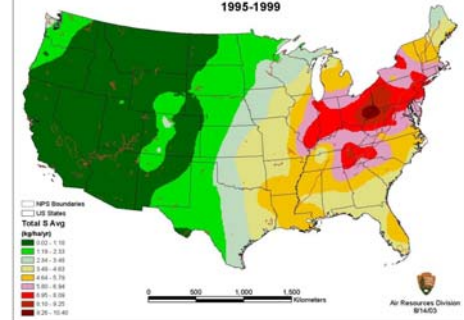 1995-1999
NPS Boundaries
US States
Total S Avg
(kg/ha/yr)
0.02 - 1.18
1.19 - 2.33
2.34 - 3.48
3.49 - 4.63
4.64 - 5.79
5.80 - 6.94
6.95 - 8.09
8.10 - 9.25
9.26 - 10.40
0 500 1,000 1,500
Kilometers
Air Resources Division
8/14/03